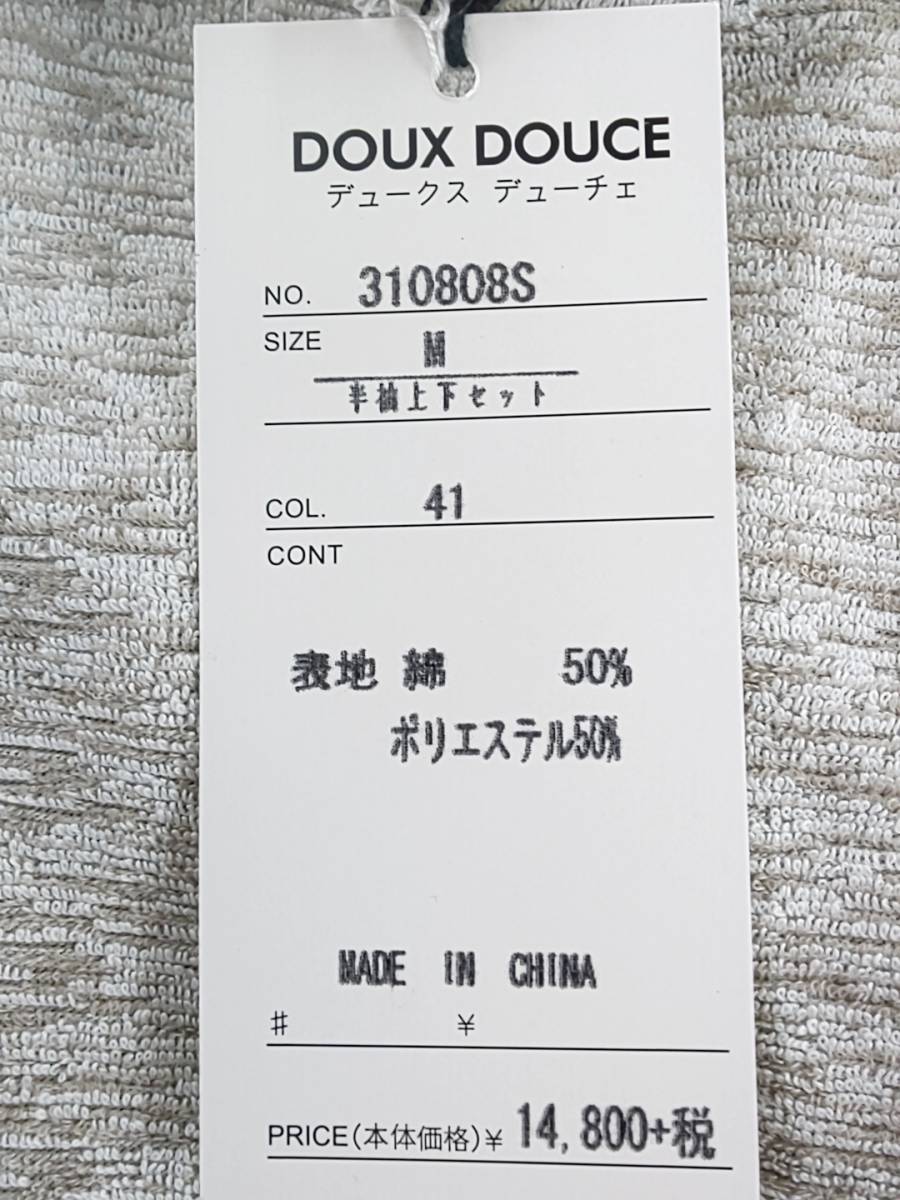 DOUX DOUCE
デュークス デューチェ
NO. 310808S
SIZE M
半袖上下セット
COL. 41
CONT
表地 綿 50%
ポリエステル50%
MADE IN CHINA
# ¥
PRICE(本体価格)¥ 14,800+税